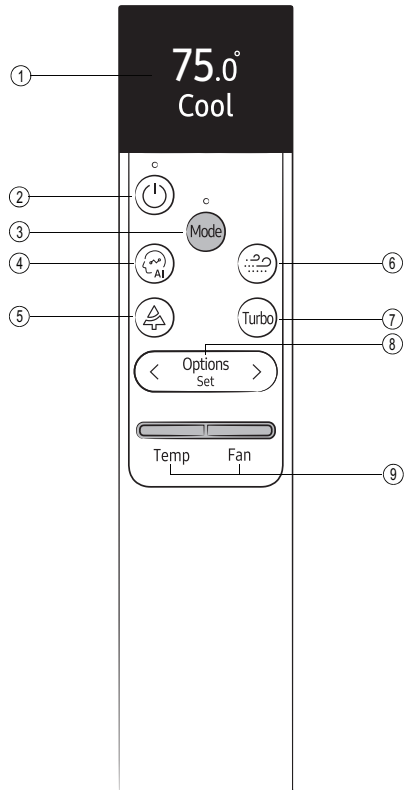 75.0°
Cool
1
2
3
Mode
4
AI
6
5
Turbo
7
8
< Options >
Set
Temp Fan
9